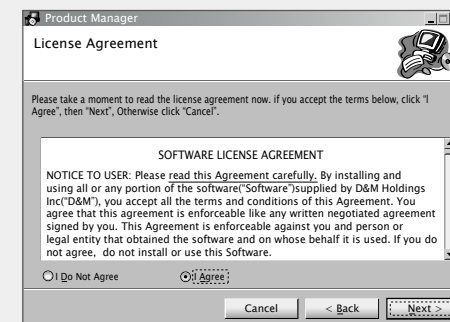 Product Manager
License Agreement
Please take a moment to read the license agreement now. if you accept the terms below, click "I
Agree", then "Next", Otherwise click "Cancel".
SOFTWARE LICENSE AGREEMENT
NOTICE TO USER: Please read this Agreement carefully. By installing and
using all or any portion of the software("Software")supplied by D&M Holdings
Inc("D&M"), you accept all the terms and conditions of this Agreement. You
agree that this agreement is enforceable like any written negotiated agreement
signed by you. This Agreement is enforceable against you and person or
legal entity that obtained the software and on whose behalf it is used. If you do
not agree, do not install or use this Software.
I Do Not Agree
I Agree
Cancel
< Back
Next >